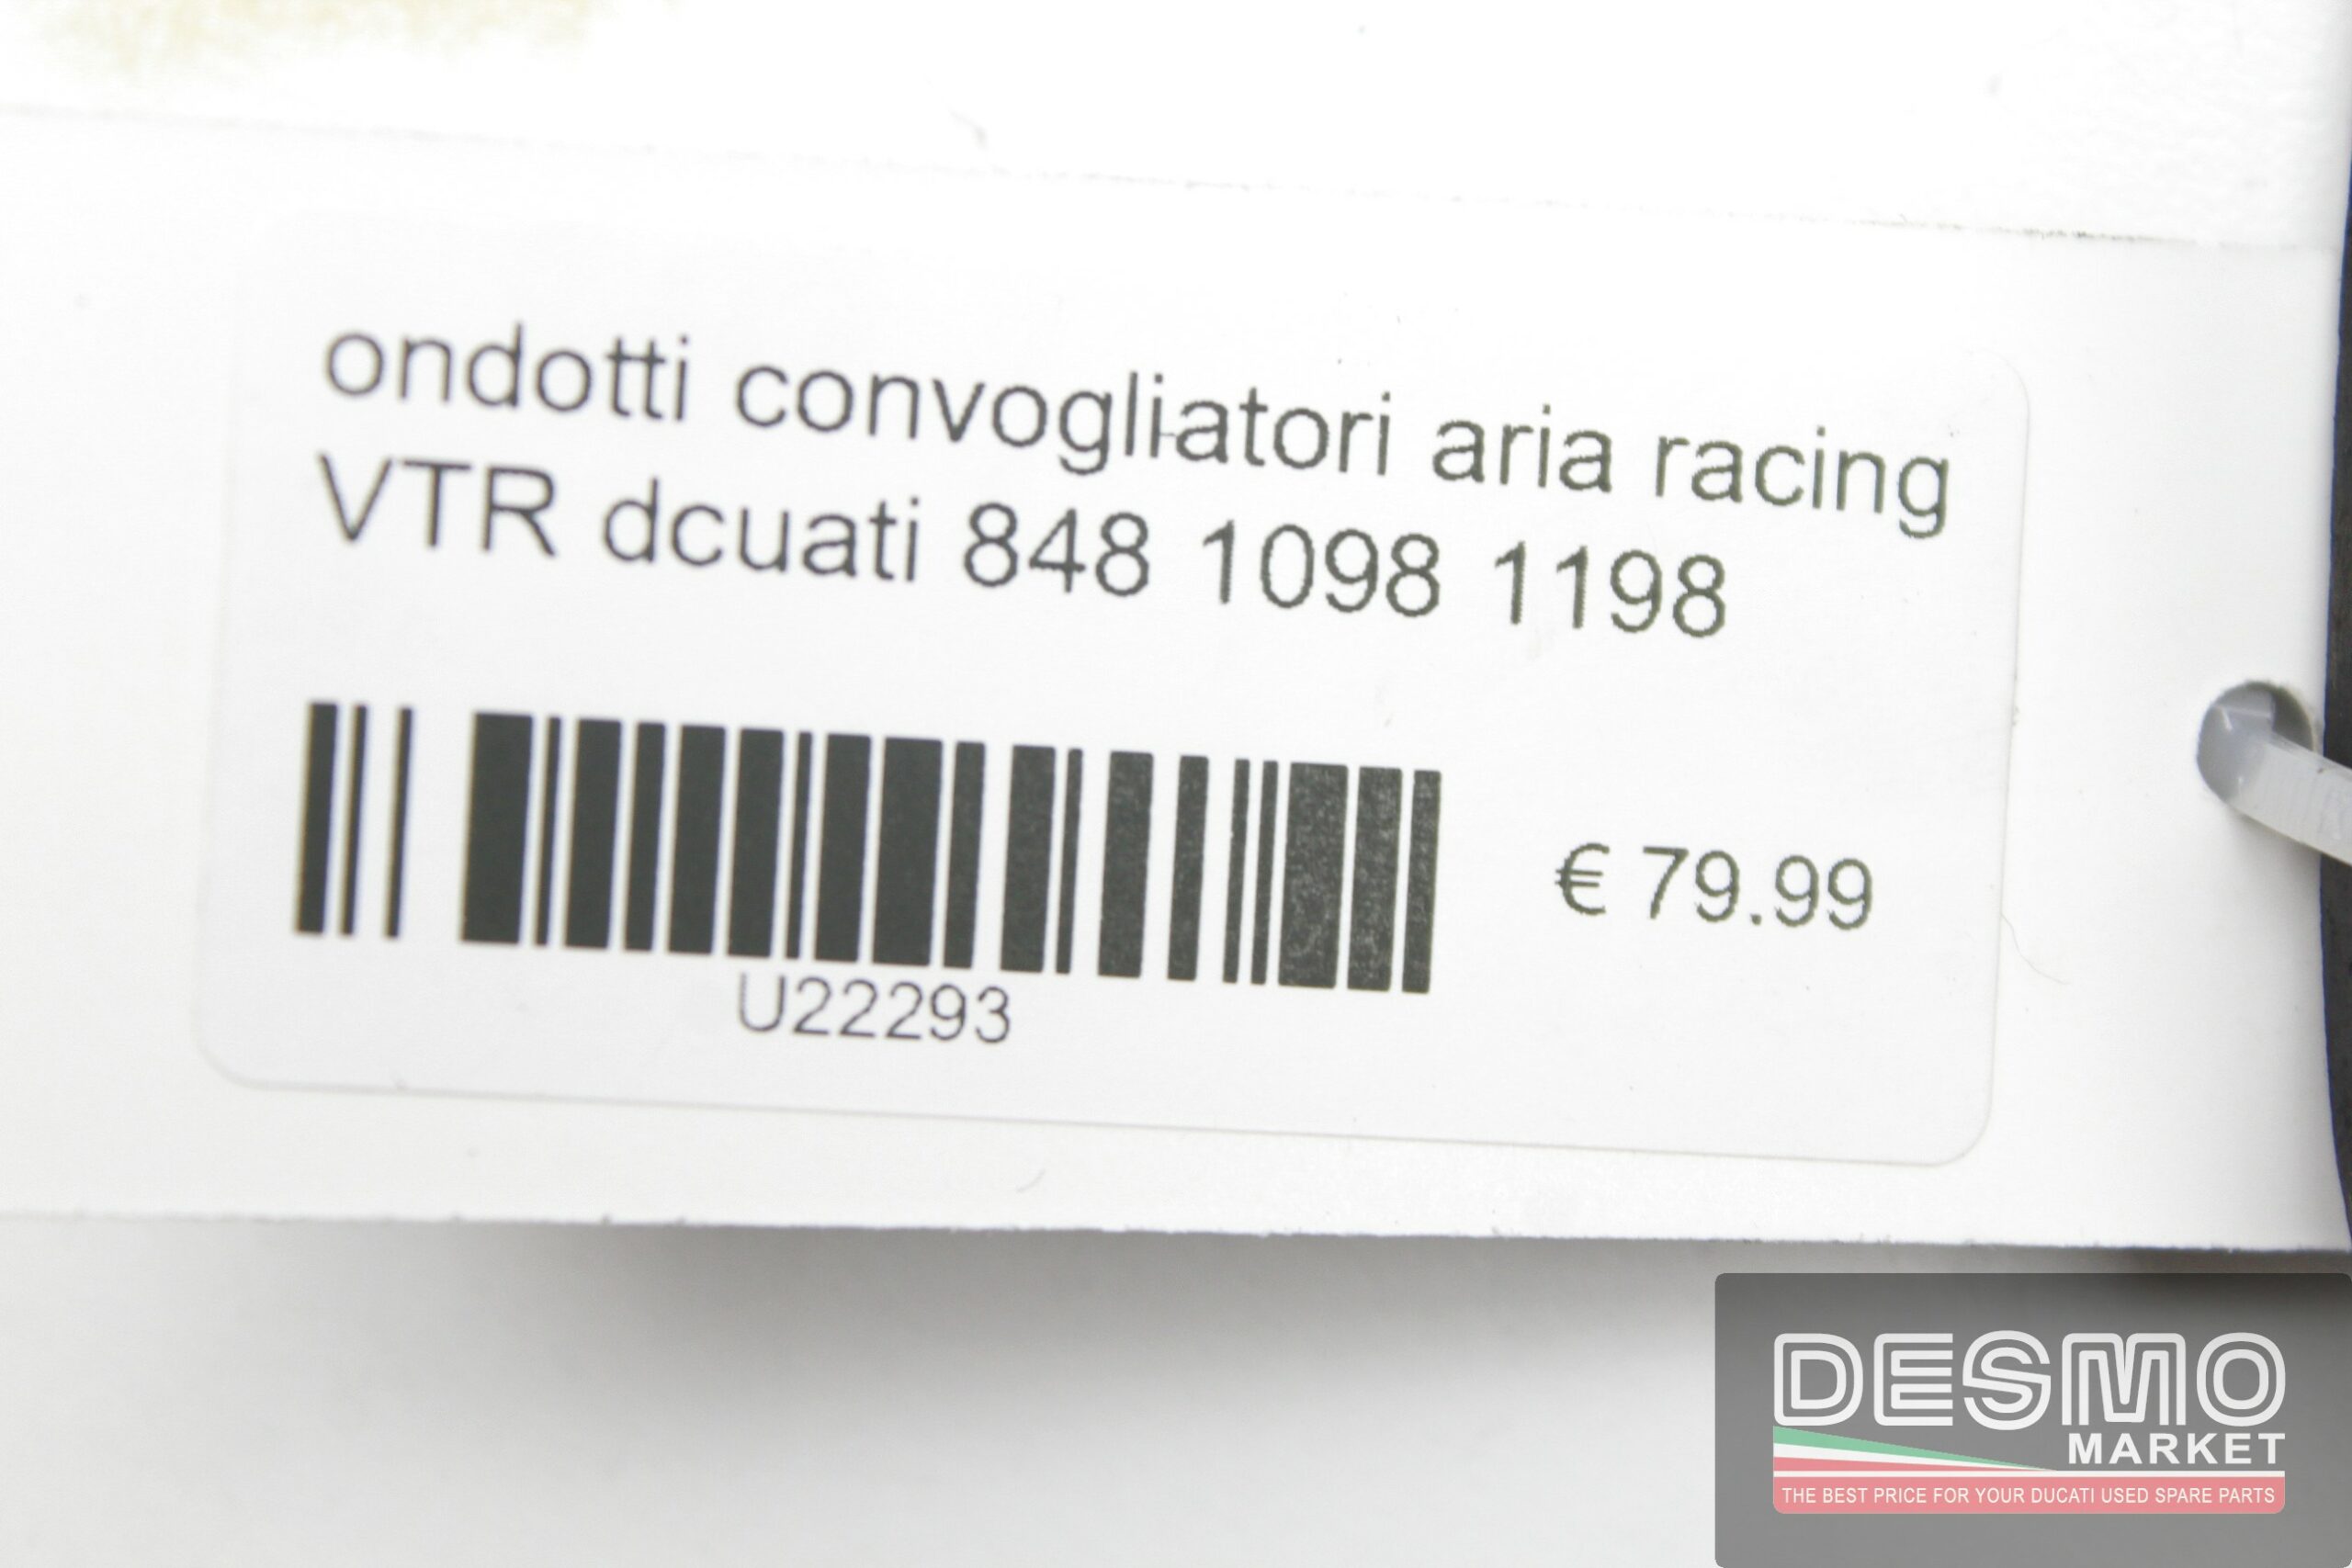 ondotti convogliatori aria racing
VTR dcuati 848 1098 1198
€ 79.99
U22293
DESMO
MARKET
THE BEST PRICE FOR YOUR DUCATI USED SPARE PARTS